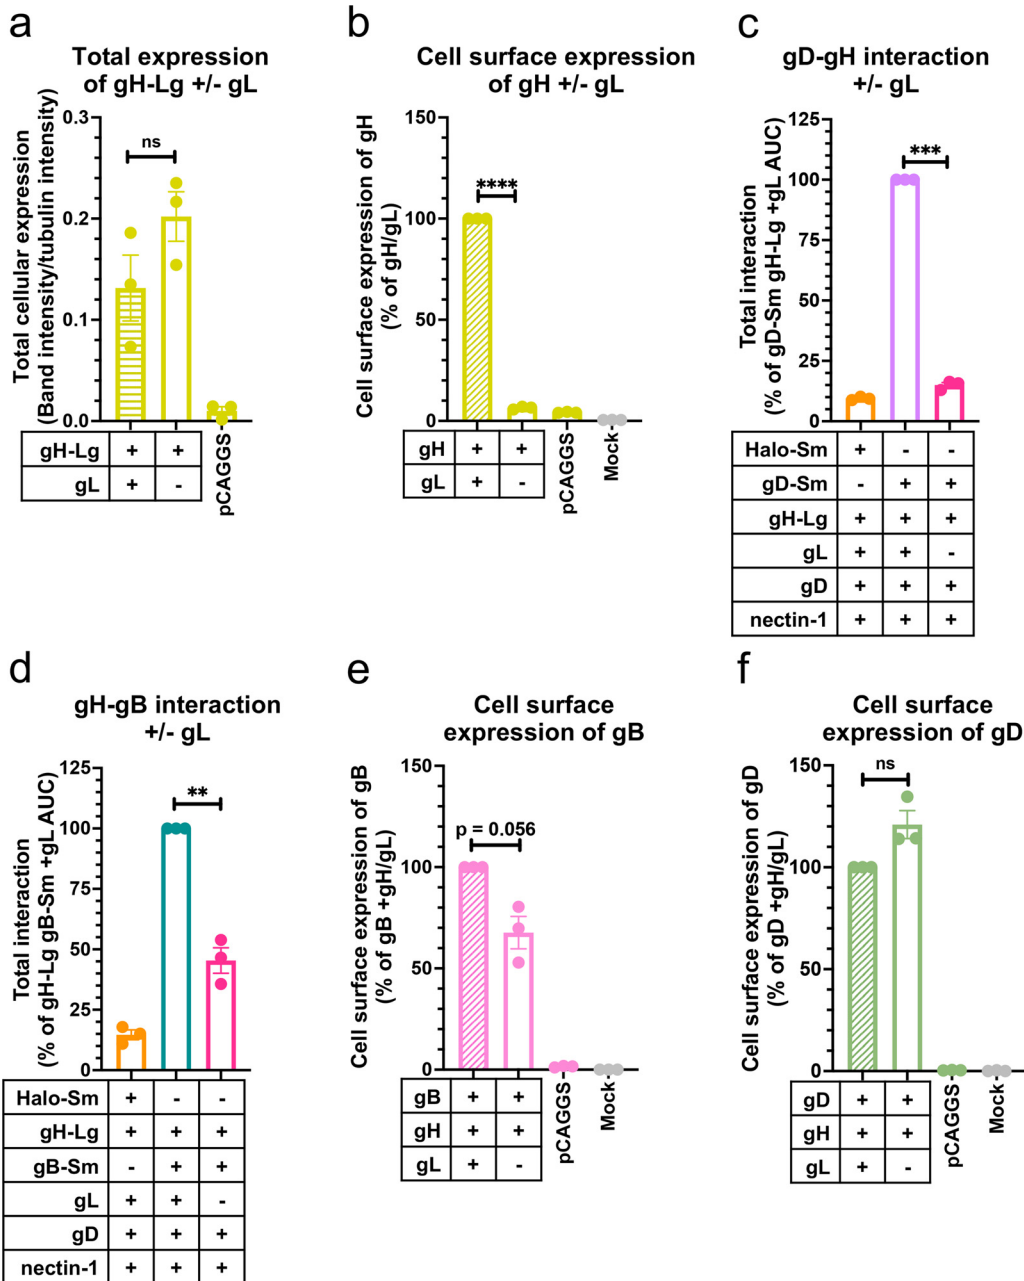 a
Total expression
of gH-Lg +/- gL
Total cellular expression
(Band intensity/tubulin intensity)
0.3
0.2
0.1
0.0
ns
gH-Lg + +
gL + -
pCAGGS
b
Cell surface expression
of gH +/- gL
Cell surface expression of gH
(% of gH/gL)
150
100
50
0
****
gH + +
gL + -
pCAGGS
Mock
c
gD-gH interaction
+/- gL
Total interaction
(% of gD-Sm gH-Lg +gL AUC)
125
100
75
50
25
0
***
Halo-Sm + - -
gD-Sm - + +
gH-Lg + + +
gL + + -
gD + + +
nectin-1 + + +
d
gH-gB interaction
+/- gL
Total interaction
(% of gH-Lg gB-Sm +gL AUC)
125
100
75
50
25
0
**
Halo-Sm + - -
gH-Lg + + +
gB-Sm - + +
gL + + -
gD + + +
nectin-1 + + +
e
Cell surface
expression of gB
Cell surface expression of gB
(% of gB +gH/gL)
150
100
50
0
p = 0.056
gB + +
gH + +
gL + -
pCAGGS
Mock
f
Cell surface
expression of gD
Cell surface expression of gD
(% of gD +gH/gL)
150
100
50
0
ns
gD + +
gH + +
gL + -
pCAGGS
Mock